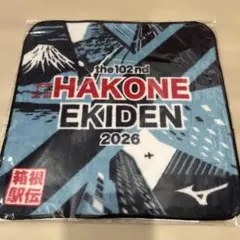 the 102nd
HAKONE
EKIDEN
2026
箱根
駅伝